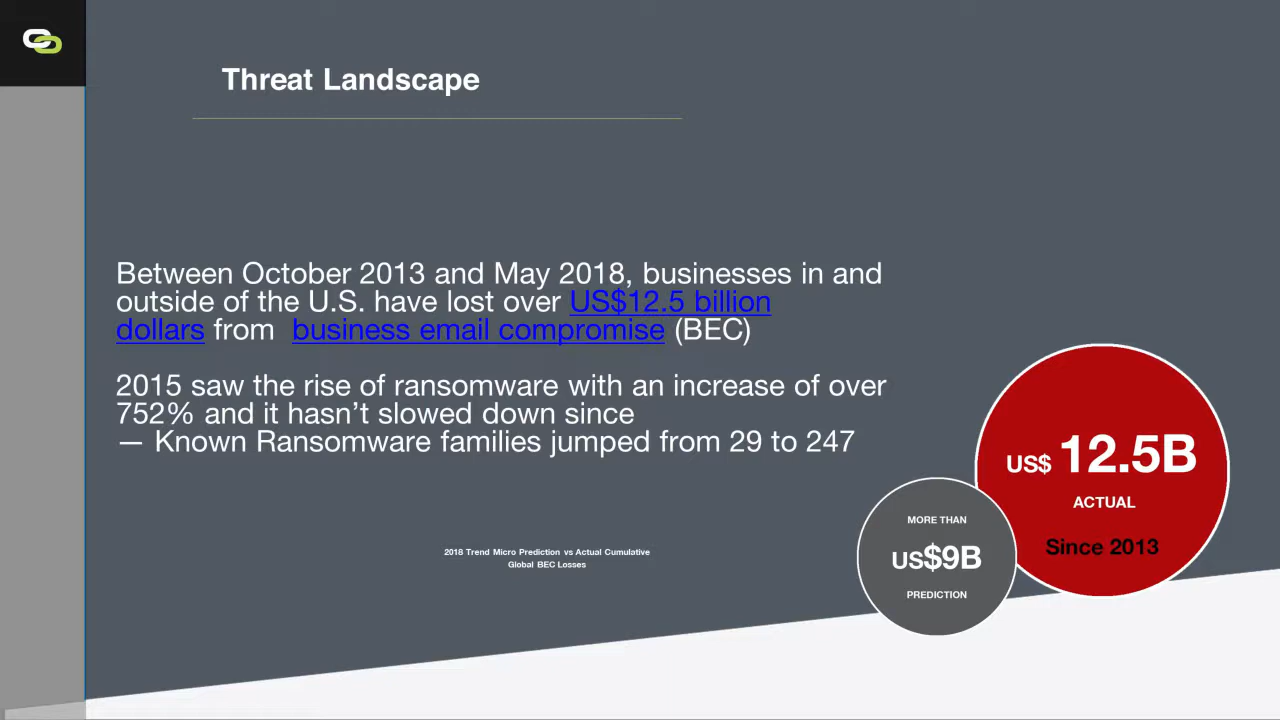 Threat Landscape
Between October 2013 and May 2018, businesses in and
outside of the U.S. have lost over US$12.5 billion
dollars from business email compromise (BEC)
2015 saw the rise of ransomware with an increase of over
752% and it hasn’t slowed down since
— Known Ransomware families jumped from 29 to 247
US$ 12.5B
ACTUAL
Since 2013
MORE THAN
US$9B
PREDICTION
2018 Trend Micro Prediction vs Actual Cumulative
Global BEC Losses